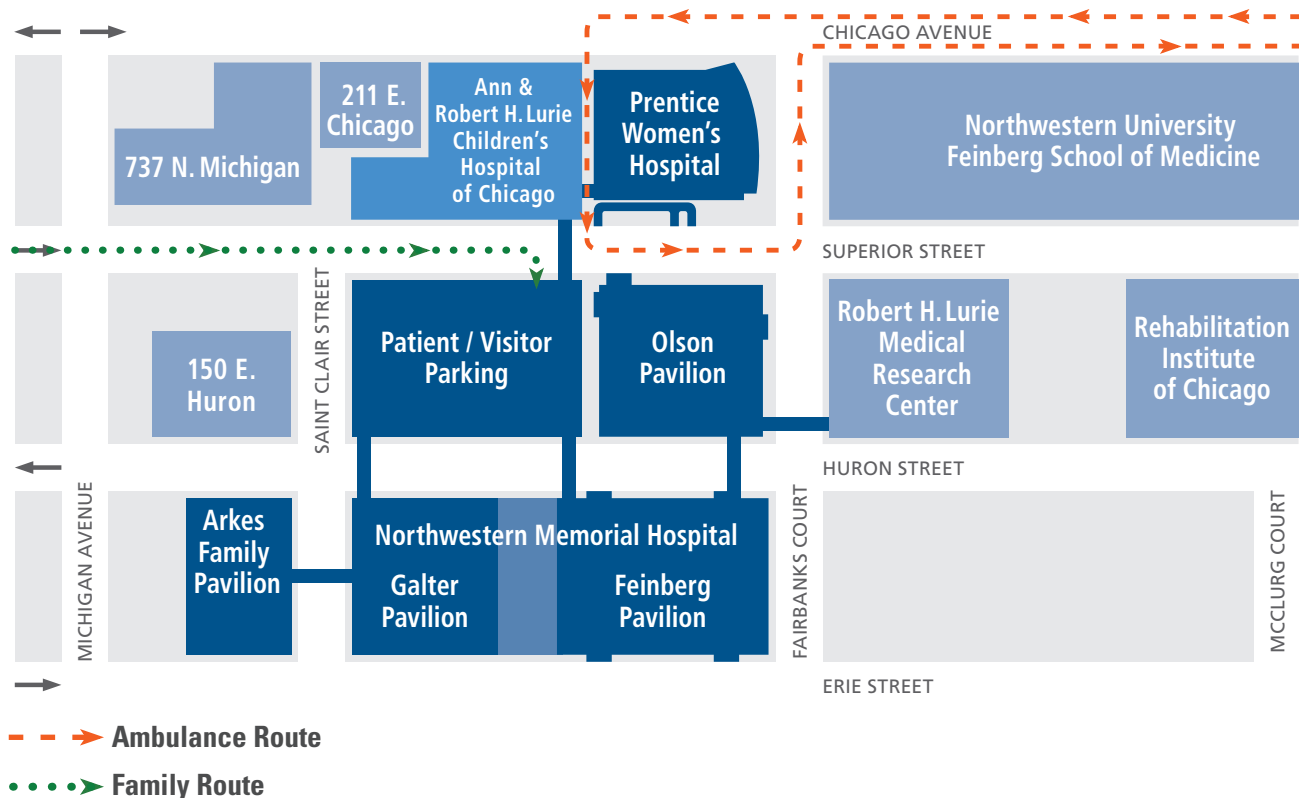 CHICAGO AVENUE
737 N. Michigan
211 E.
Chicago
Ann &
Robert H. Lurie
Children's
Hospital
of Chicago
Prentice
Women's
Hospital
Northwestern University
Feinberg School of Medicine
SUPERIOR STREET
150 E.
Huron
SAINT CLAIR STREET
Patient / Visitor
Parking
Olson
Pavilion
Robert H. Lurie
Medical
Research
Center
Rehabilitation
Institute
of Chicago
HURON STREET
MICHIGAN AVENUE
Arkes
Family
Pavilion
Northwestern Memorial Hospital
Galter
Pavilion
Feinberg
Pavilion
FAIRBANKS COURT
MCCLURG COURT
ERIE STREET
Ambulance Route
Family Route